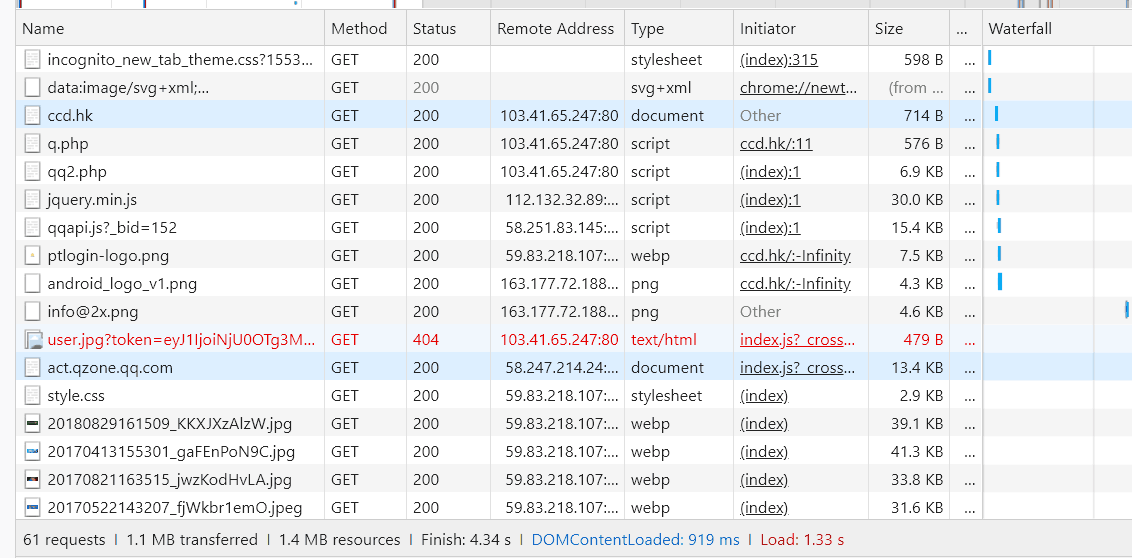 Name Method Status Remote Address Type Initiator Size ... Waterfall
incognito_new_tab_theme.css?1553... GET 200 stylesheet (index):315 598 B ...
data:image/svg+xml;... GET 200 svg+xml chrome://newt... (from ... ...
ccd.hk GET 200 103.41.65.247:80 document Other 714 B ...
q.php GET 200 103.41.65.247:80 script ccd.hk/:11 576 B ...
qq2.php GET 200 103.41.65.247:80 script (index):1 6.9 KB ...
jquery.min.js GET 200 112.132.32.89:... script (index):1 30.0 KB ...
qqapi.js?_bid=152 GET 200 58.251.83.145:... script (index):1 15.4 KB ...
ptlogin-logo.png GET 200 59.83.218.107:... webp ccd.hk/:-Infinity 7.5 KB ...
android_logo_v1.png GET 200 163.177.72.188... png ccd.hk/:-Infinity 4.3 KB ...
info@2x.png GET 200 163.177.72.188... png Other 4.6 KB ...
user.jpg?token=eyJ1IjoiNjU0OTg3M... GET 404 103.41.65.247:80 text/html index.js?_cross... 479 B ...
act.qzone.qq.com GET 200 58.247.214.24:... document index.js?_cross... 13.4 KB ...
style.css GET 200 59.83.218.107:... stylesheet (index) 2.9 KB ...
20180829161509_KKXJXzAlzW.jpg GET 200 59.83.218.107:... webp (index) 39.1 KB ...
20170413155301_gaFEnPoN9C.jpg GET 200 59.83.218.107:... webp (index) 41.3 KB ...
20170821163515_jwzKodHvLA.jpg GET 200 59.83.218.107:... webp (index) 33.8 KB ...
20170522143207_fjWkbr1emO.jpeg GET 200 59.83.218.107:... webp (index) 31.6 KB ...
61 requests | 1.1 MB transferred | 1.4 MB resources | Finish: 4.34 s | DOMContentLoaded: 919 ms | Load: 1.33 s